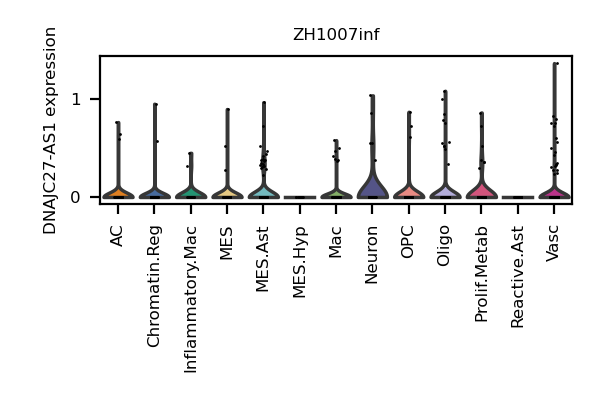 ZH1007inf
DNAJC27-AS1 expression
1
0
AC
Chromatin.Reg
Inflammatory.Mac
MES
MES.Ast
MES.Hyp
Mac
Neuron
OPC
Oligo
Prolif.Metab
Reactive.Ast
Vasc